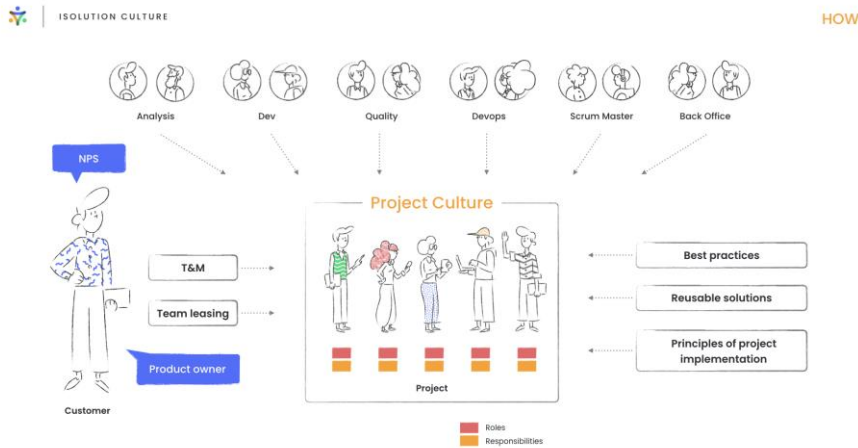 ISOLUTION CULTURE
HOW
Analysis
Dev
Quality
Devops
Scrum Master
Back Office
NPS
Project Culture
T&M
Team leasing
Best practices
Reusable solutions
Principles of project
implementation
Product owner
Customer
Project
Roles
Responsibilities